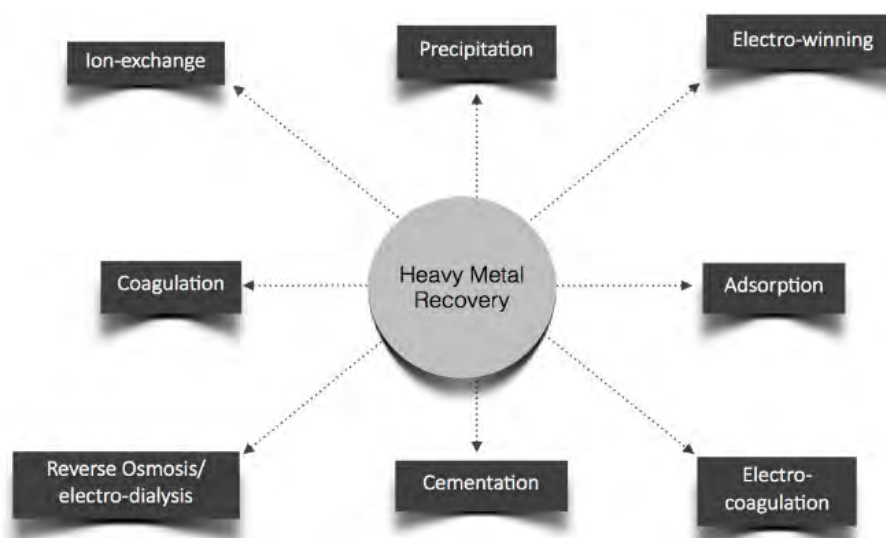 Ion-exchange
Precipitation
Electro-winning
Coagulation
Heavy Metal
Recovery
Adsorption
Reverse Osmosis/
electro-dialysis
Cementation
Electro-
coagulation